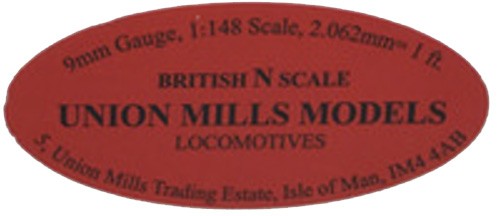 9mm Gauge, 1:148 Scale, 2.062mm= 1 ft.
BRITISH N SCALE
UNION MILLS MODELS
LOCOMOTIVES
5, Union Mills Trading Estate, Isle of Man, IM4 4AB